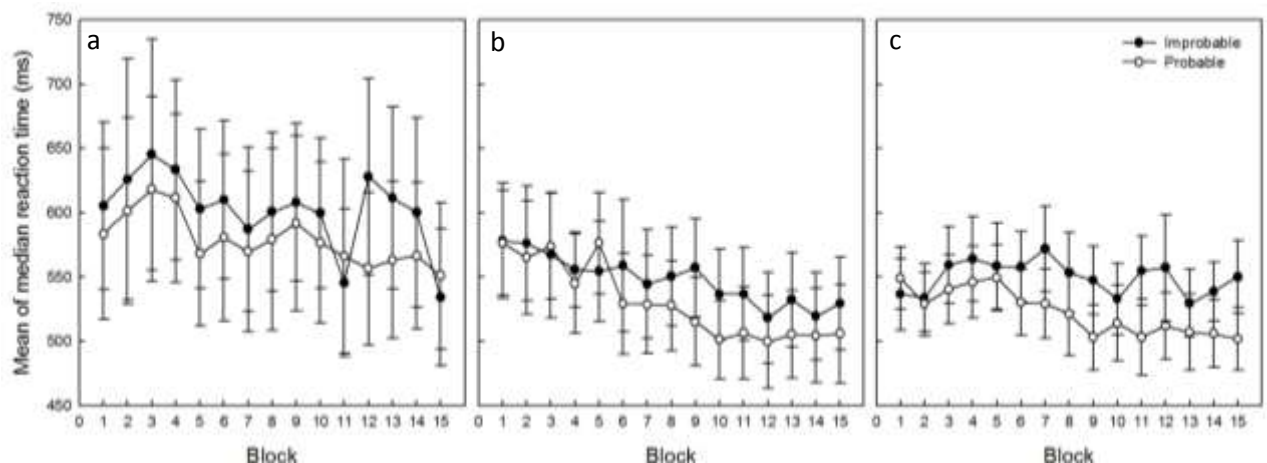 Mean of median reaction time (ms)
750
700
650
600
550
500
450
a
b
c
Improbable
Probable
0 1 2 3 4 5 6 7 8 9 10 11 12 13 14 15
0 1 2 3 4 5 6 7 8 9 10 11 12 13 14 15
0 1 2 3 4 5 6 7 8 9 10 11 12 13 14 15
Block
Block
Block